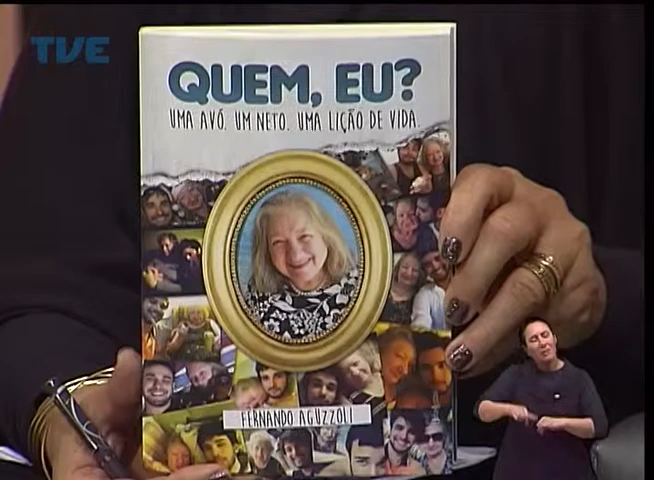 TVE
QUEM, EU?
UMA AVÓ. UM NETO. UMA LIÇÃO DE VIDA.
FERNANDO AGUZZOLI